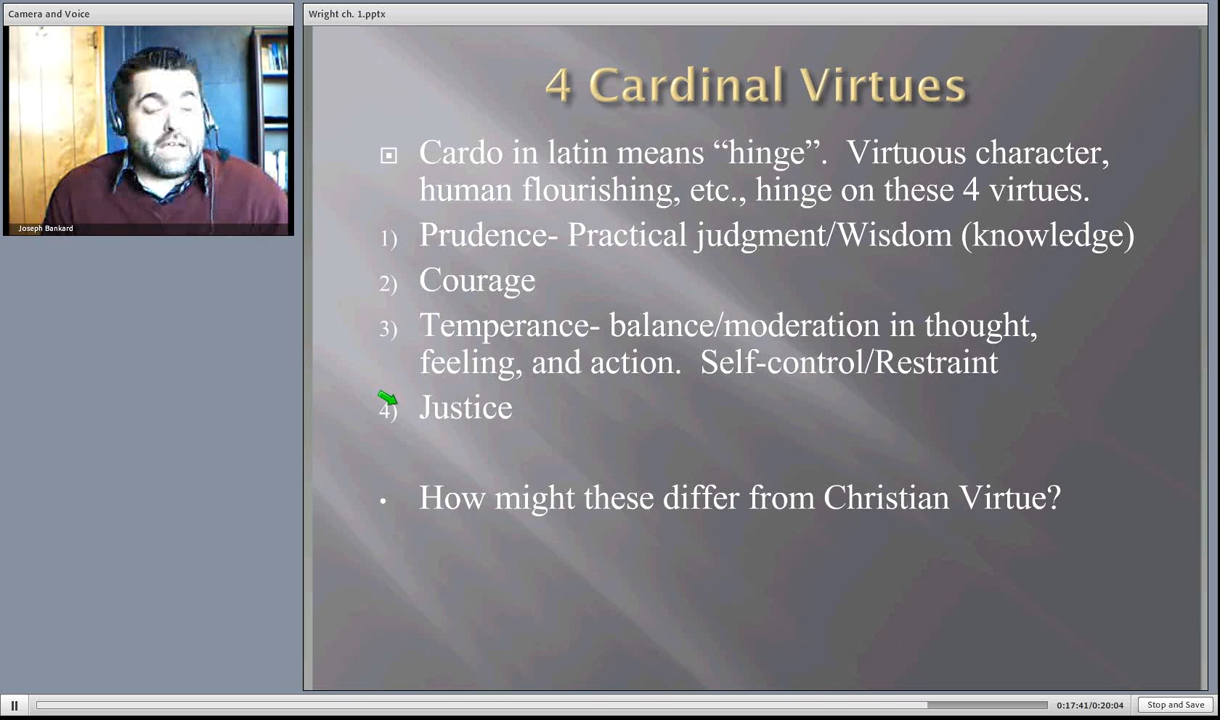 Camera and Voice
Joseph Bankard
Wright ch. 1.pptx
4 Cardinal Virtues
Cardo in latin means “hinge”. Virtuous character,
human flourishing, etc., hinge on these 4 virtues.
1) Prudence- Practical judgment/Wisdom (knowledge)
2) Courage
3) Temperance- balance/moderation in thought,
feeling, and action. Self-control/Restraint
4) Justice
• How might these differ from Christian Virtue?
0:17:41/0:20:04
Stop and Save